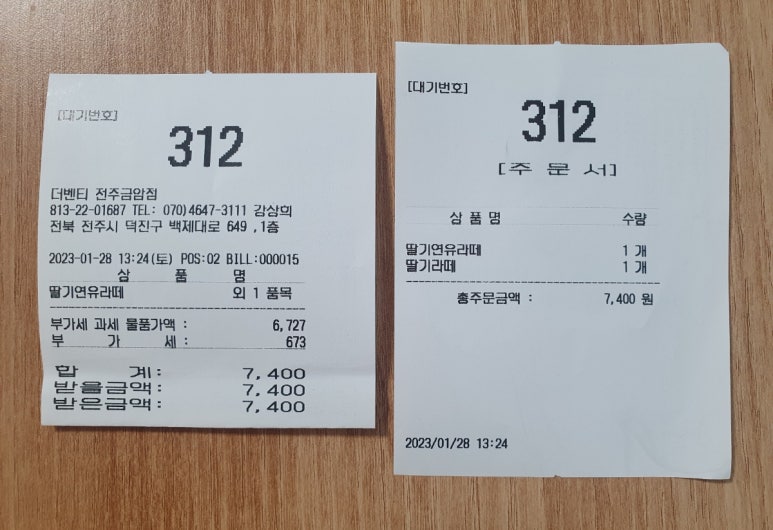 [대기번호]
312
더벤티 전주금암점
813-22-01687 TEL: 070)4647-3111 강상희
전북 전주시 덕진구 백제대로 649 ,1층
2023-01-28 13:24(토) POS:02 BILL:000015
상 품 명
딸기연유라떼 외 1 품목
부가세 과세 물품가액 : 6,727
부 가 세: 673
합 계: 7,400
받을금액: 7,400
받은금액: 7,400
[대기번호]
312
[주 문 서]
상 품 명 수량
딸기연유라떼 1 개
딸기라떼 1 개
총주문금액 : 7,400 원
2023/01/28 13:24